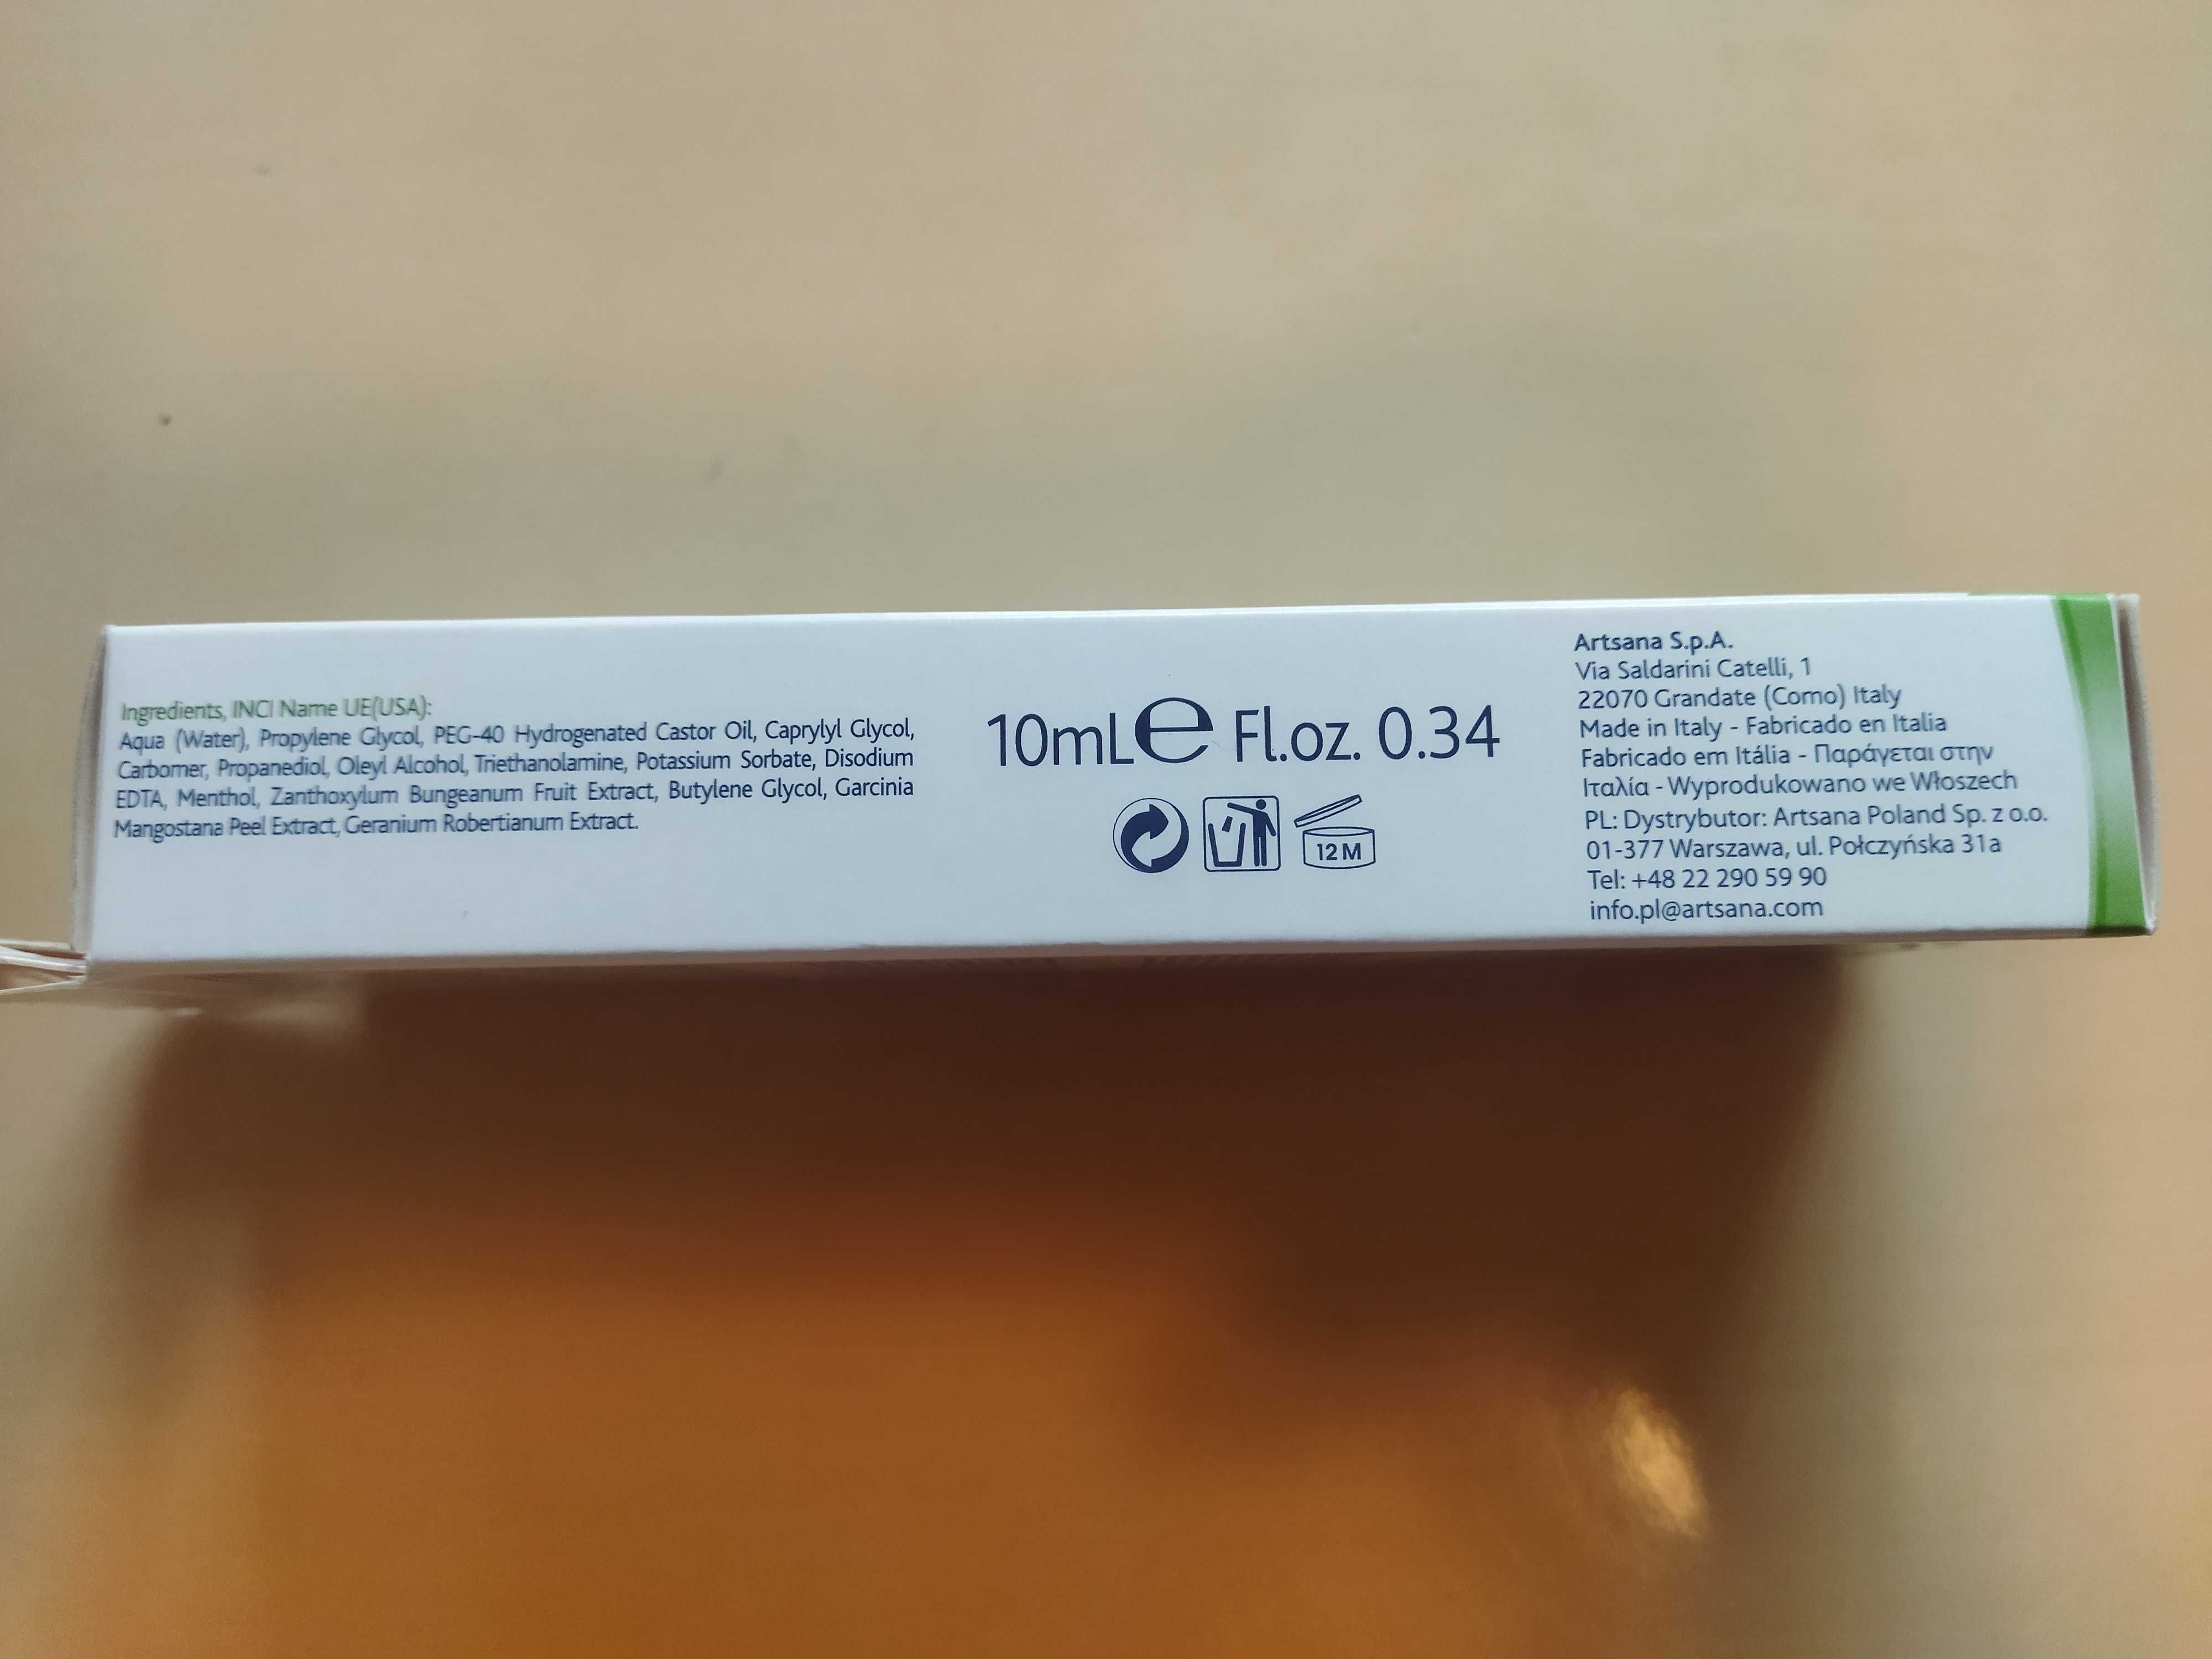 Ingredients, INCI Name UE(USA):
Aqua (Water), Propylene Glycol, PEG-40 Hydrogenated Castor Oil, Caprylyl Glycol,
Carbomer, Propanediol, Oleyl Alcohol, Triethanolamine, Potassium Sorbate, Disodium
EDTA, Menthol, Zanthoxylum Bungeanum Fruit Extract, Butylene Glycol, Garcinia
Mangostana Peel Extract, Geranium Robertianum Extract.
10mL e Fl.oz. 0.34
12 M
Artsana S.p.A.
Via Saldarini Catelli, 1
22070 Grandate (Como) Italy
Made in Italy - Fabricado en Italia
Fabricado em Itália - Παράγεται στην
Ιταλία - Wyprodukowano we Włoszech
PL: Dystrybutor: Artsana Poland Sp. z o.o.
01-377 Warszawa, ul. Połczyńska 31a
Tel: +48 22 290 59 90
info.pl@artsana.com